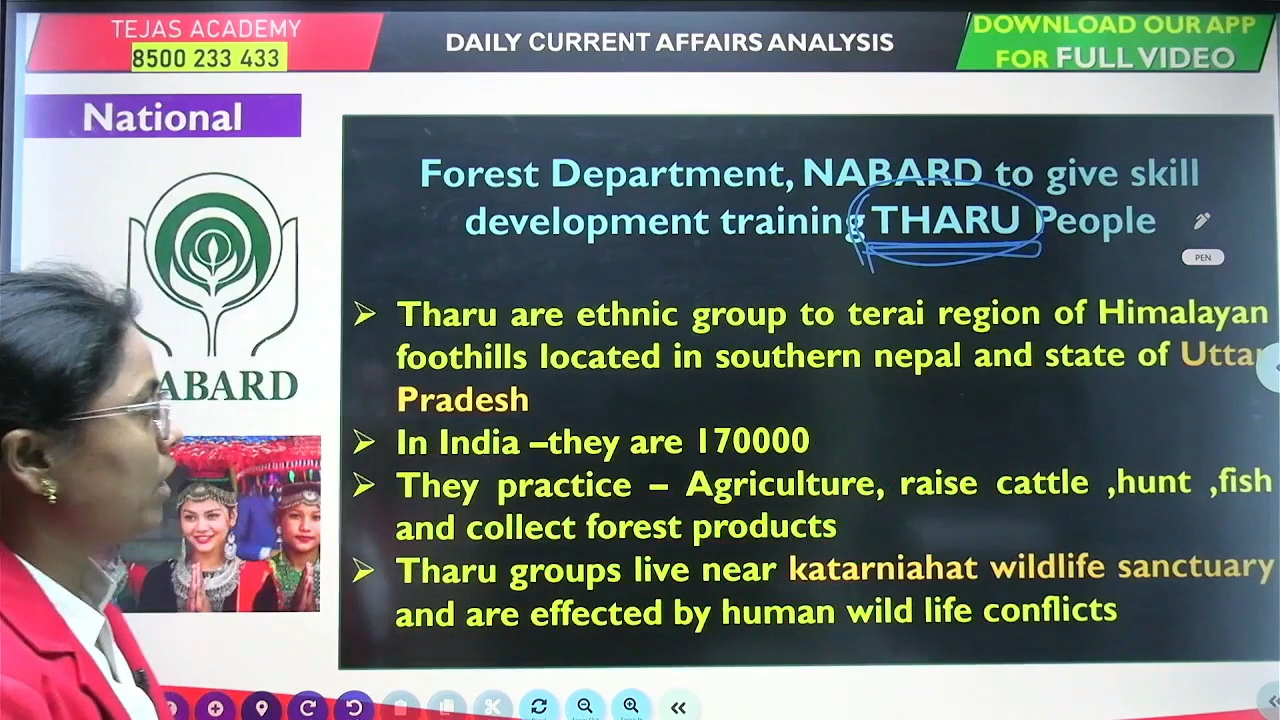 TEJAS ACADEMY
8500 233 433
DAILY CURRENT AFFAIRS ANALYSIS
DOWNLOAD OUR APP
FOR FULL VIDEO
National
Forest Department, NABARD to give skill
development training THARU People
PEN
ABARD
➢ Tharu are ethnic group to terai region of Himalayan
foothills located in southern nepal and state of Uttar
Pradesh
➢ In India –they are 170000
➢ They practice – Agriculture, raise cattle ,hunt ,fish
and collect forest products
➢ Tharu groups live near katarniahat wildlife sanctuary
and are effected by human wild life conflicts